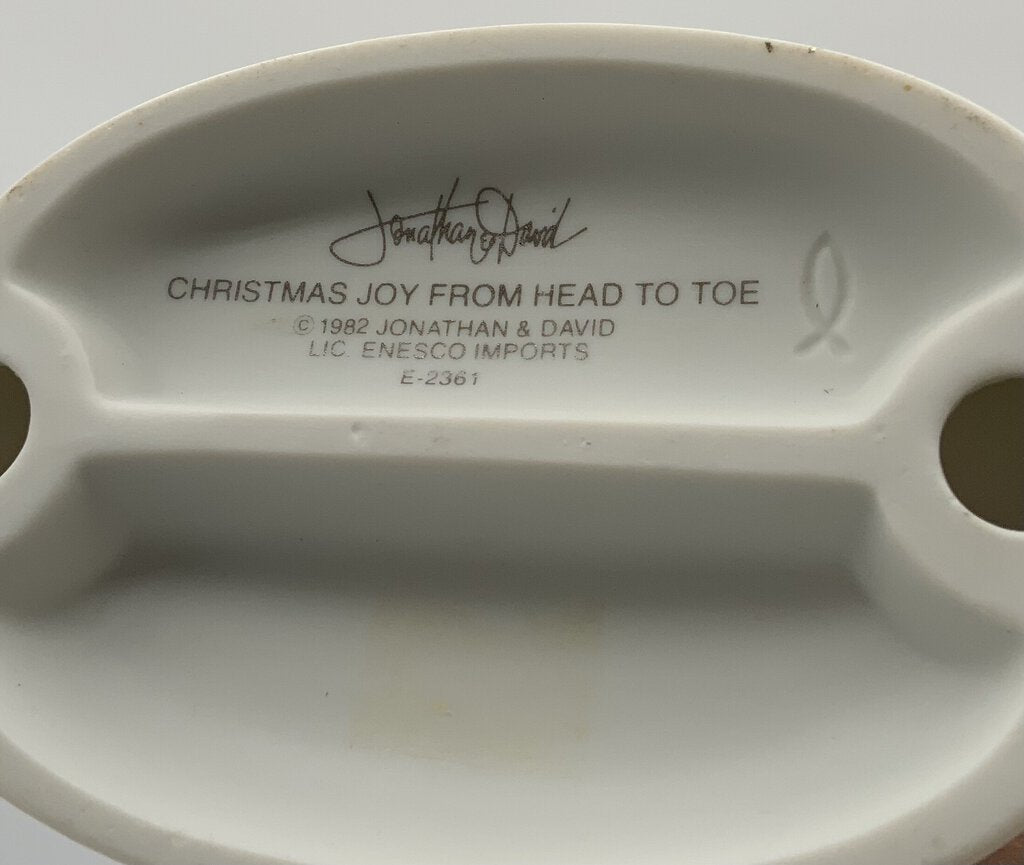 Jonathan & David
CHRISTMAS JOY FROM HEAD TO TOE
© 1982 JONATHAN & DAVID
LIC. ENESCO IMPORTS
E-2361